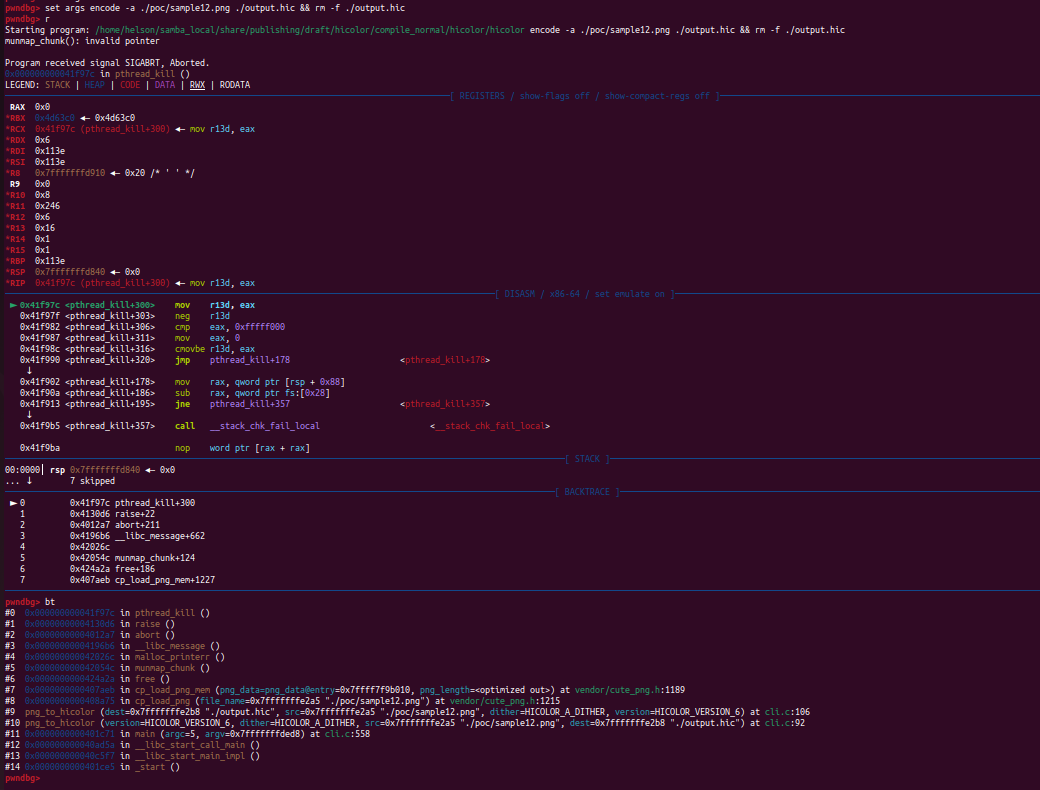 pwndbg> set args encode -a ./poc/sample12.png ./output.hic && rm -f ./output.hic
pwndbg> r
Starting program: /home/helson/samba_local/share/publishing/draft/hicolor/compile_normal/hicolor/hicolor encode -a ./poc/sample12.png ./output.hic && rm -f ./output.hic
munmap_chunk(): invalid pointer
Program received signal SIGABRT, Aborted.
0x000000000041f97c in pthread_kill ()
LEGEND: STACK | HEAP | CODE | DATA | RWX | RODATA
[ REGISTERS / show-flags off / show-compact-regs off ]
RAX 0x0
*RBX 0x4d63c0 ◂— 0x4d63c0
*RCX 0x41f97c (pthread_kill+300) ◂— mov r13d, eax
*RDX 0x6
*RDI 0x113e
*RSI 0x113e
*R8 0x7fffffffd910 ◂— 0x20 /* ' ' */
R9 0x0
*R10 0x8
*R11 0x246
*R12 0x6
*R13 0x16
*R14 0x1
*R15 0x1
*RBP 0x113e
*RSP 0x7fffffffd840 ◂— 0x0
*RIP 0x41f97c (pthread_kill+300) ◂— mov r13d, eax
[ DISASM / x86-64 / set emulate on ]
► 0x41f97c <pthread_kill+300> mov r13d, eax
0x41f97f <pthread_kill+303> neg r13d
0x41f982 <pthread_kill+306> cmp eax, 0xfffff000
0x41f987 <pthread_kill+311> mov eax, 0
0x41f98c <pthread_kill+316> cmovbe r13d, eax
0x41f990 <pthread_kill+320> jmp pthread_kill+178 <pthread_kill+178>
↓
0x41f902 <pthread_kill+178> mov rax, qword ptr [rsp + 0x88]
0x41f90a <pthread_kill+186> sub rax, qword ptr fs:[0x28]
0x41f913 <pthread_kill+195> jne pthread_kill+357 <pthread_kill+357>
↓
0x41f9b5 <pthread_kill+357> call __stack_chk_fail_local <__stack_chk_fail_local>
0x41f9ba nop word ptr [rax + rax]
[ STACK ]
00:0000│ rsp 0x7fffffffd840 ◂— 0x0
... ↓ 7 skipped
[ BACKTRACE ]
► 0 0x41f97c pthread_kill+300
1 0x4130d6 raise+22
2 0x4012a7 abort+211
3 0x4196b6 __libc_message+662
4 0x42026c
5 0x42054c munmap_chunk+124
6 0x424a2a free+186
7 0x407aeb cp_load_png_mem+1227
pwndbg> bt
#0 0x000000000041f97c in pthread_kill ()
#1 0x00000000004130d6 in raise ()
#2 0x00000000004012a7 in abort ()
#3 0x00000000004196b6 in __libc_message ()
#4 0x000000000042026c in malloc_printerr ()
#5 0x000000000042054c in munmap_chunk ()
#6 0x0000000000424a2a in free ()
#7 0x0000000000407aeb in cp_load_png_mem (png_data=png_data@entry=0x7ffff7f9b010, png_length=<optimized out>) at vendor/cute_png.h:1189
#8 0x0000000000408a75 in cp_load_png (file_name=0x7fffffffe2a5 "./poc/sample12.png") at vendor/cute_png.h:1215
#9 png_to_hicolor (dest=0x7fffffffe2b8 "./output.hic", src=0x7fffffffe2a5 "./poc/sample12.png", dither=HICOLOR_A_DITHER, version=HICOLOR_VERSION_6) at cli.c:106
#10 png_to_hicolor (version=HICOLOR_VERSION_6, dither=HICOLOR_A_DITHER, src=0x7fffffffe2a5 "./poc/sample12.png", dest=0x7fffffffe2b8 "./output.hic") at cli.c:92
#11 0x0000000000401c71 in main (argc=5, argv=0x7fffffffded8) at cli.c:558
#12 0x000000000040ad5a in __libc_start_call_main ()
#13 0x000000000040c5f7 in __libc_start_main_impl ()
#14 0x0000000000401ce5 in _start ()
pwndbg>